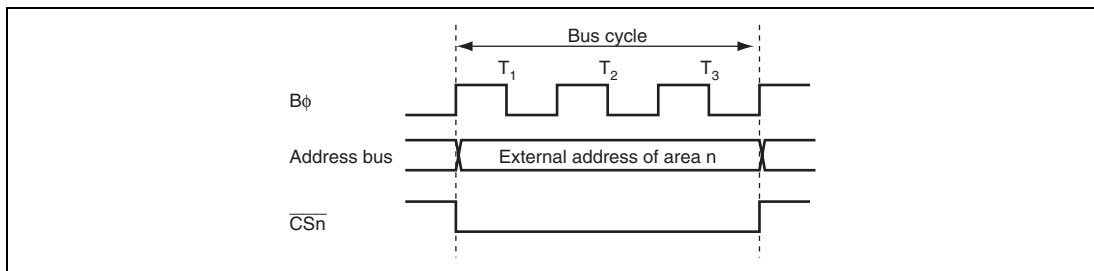 Bus cycle
T1 T2 T3
Bϕ
Address bus External address of area n
CSn